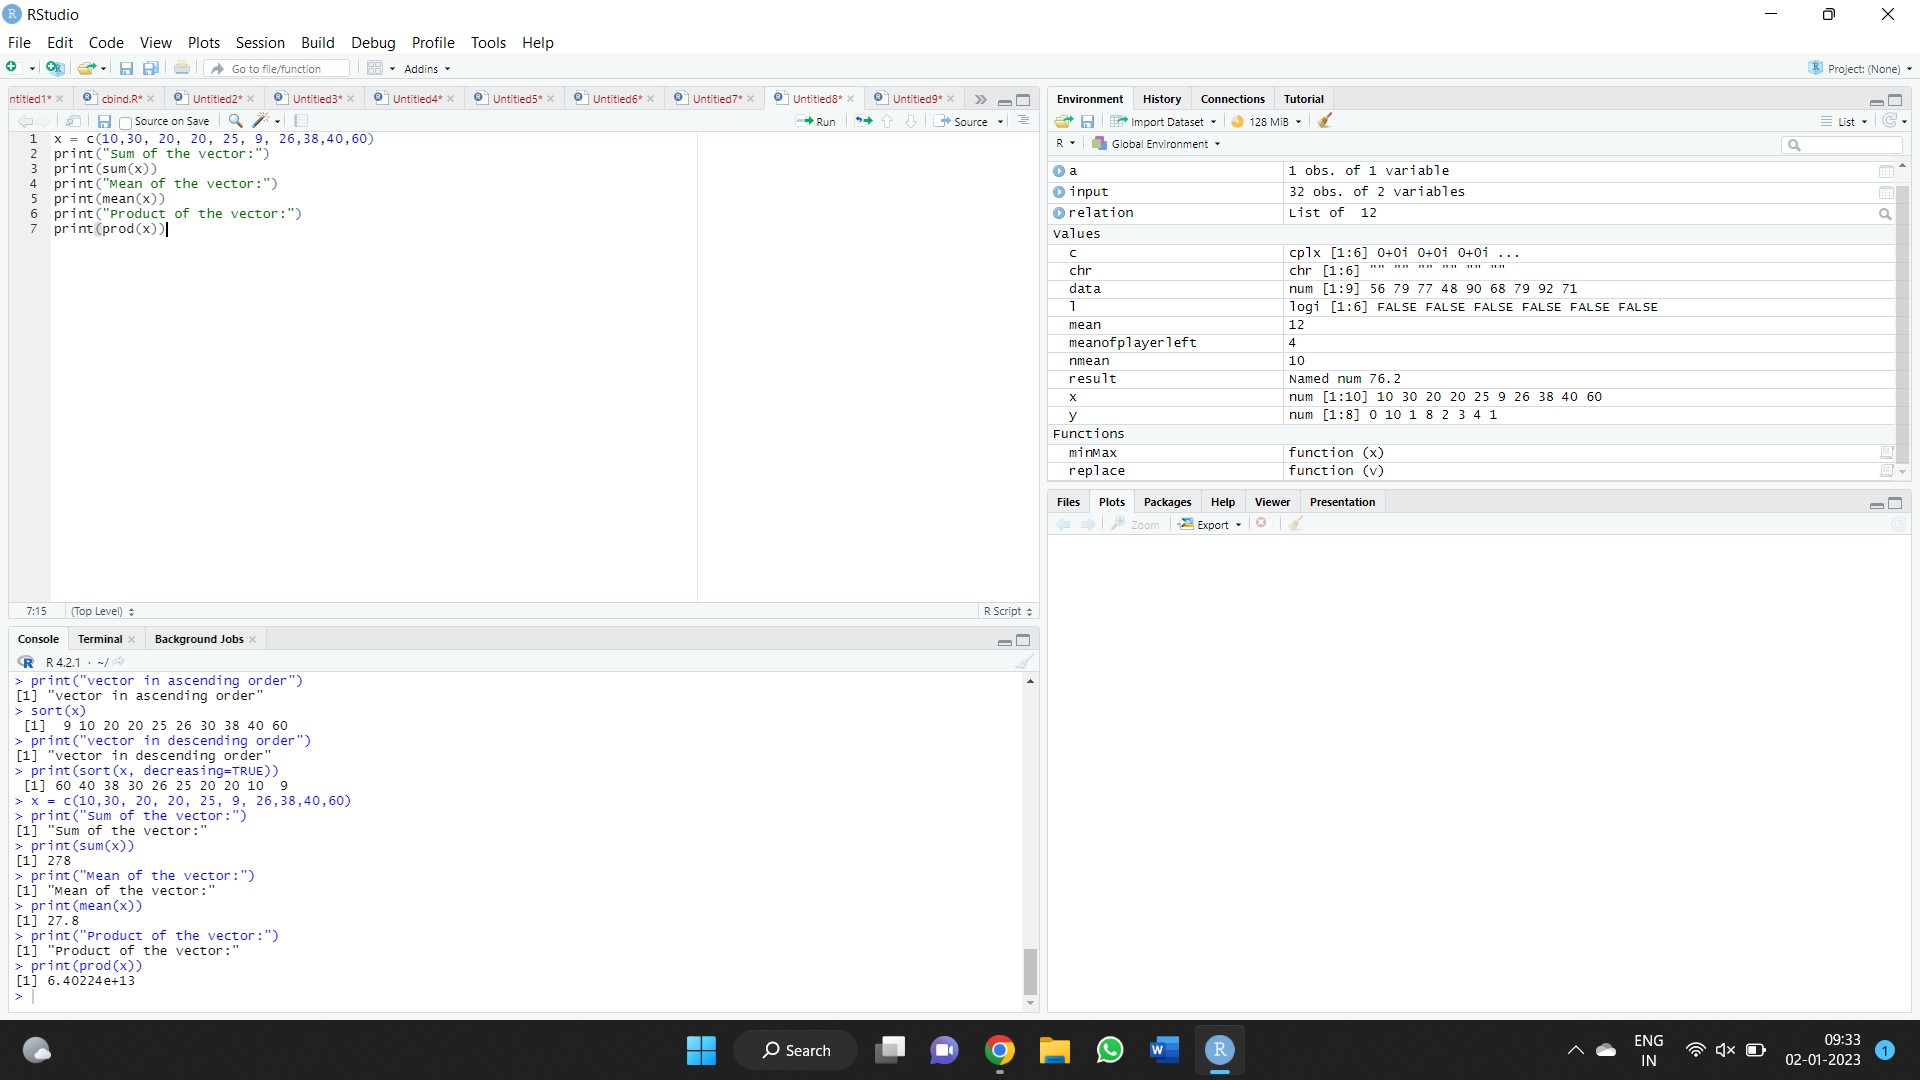 RStudio
File Edit Code View Plots Session Build Debug Profile Tools Help
Go to file/function Addins Project: (None)
ntitled1* cbind.R* Untitled2* Untitled3* Untitled4* Untitled5* Untitled6* Untitled7* Untitled8* Untitled9*
Source on Save Run Source
1 x = c(10,30, 20, 20, 25, 9, 26,38,40,60)
2 print("Sum of the vector:")
3 print(sum(x))
4 print("Mean of the vector:")
5 print(mean(x))
6 print("Product of the vector:")
7 print(prod(x))
7:15 (Top Level) R Script
Console Terminal Background Jobs
R 4.2.1 · ~/
> print("vector in ascending order")
[1] "vector in ascending order"
> sort(x)
[1] 9 10 20 20 25 26 30 38 40 60
> print("vector in descending order")
[1] "vector in descending order"
> print(sort(x, decreasing=TRUE))
[1] 60 40 38 30 26 25 20 20 10 9
> x = c(10,30, 20, 20, 25, 9, 26,38,40,60)
> print("Sum of the vector:")
[1] "Sum of the vector:"
> print(sum(x))
[1] 278
> print("Mean of the vector:")
[1] "Mean of the vector:"
> print(mean(x))
[1] 27.8
> print("Product of the vector:")
[1] "Product of the vector:"
> print(prod(x))
[1] 6.40224e+13
>
Environment History Connections Tutorial
Import Dataset 128 MiB List
R Global Environment
a 1 obs. of 1 variable
input 32 obs. of 2 variables
relation List of 12
Values
c cplx [1:6] 0+0i 0+0i 0+0i ...
chr chr [1:6] "" "" "" "" "" ""
data num [1:9] 56 79 77 48 90 68 79 92 71
l logi [1:6] FALSE FALSE FALSE FALSE FALSE FALSE
mean 12
meanofplayerleft 4
nmean 10
result Named num 76.2
x num [1:10] 10 30 20 20 25 9 26 38 40 60
y num [1:8] 0 10 1 8 2 3 4 1
Functions
minMax function (x)
replace function (v)
Files Plots Packages Help Viewer Presentation
Zoom Export
Search
ENG
IN
09:33
02-01-2023
1